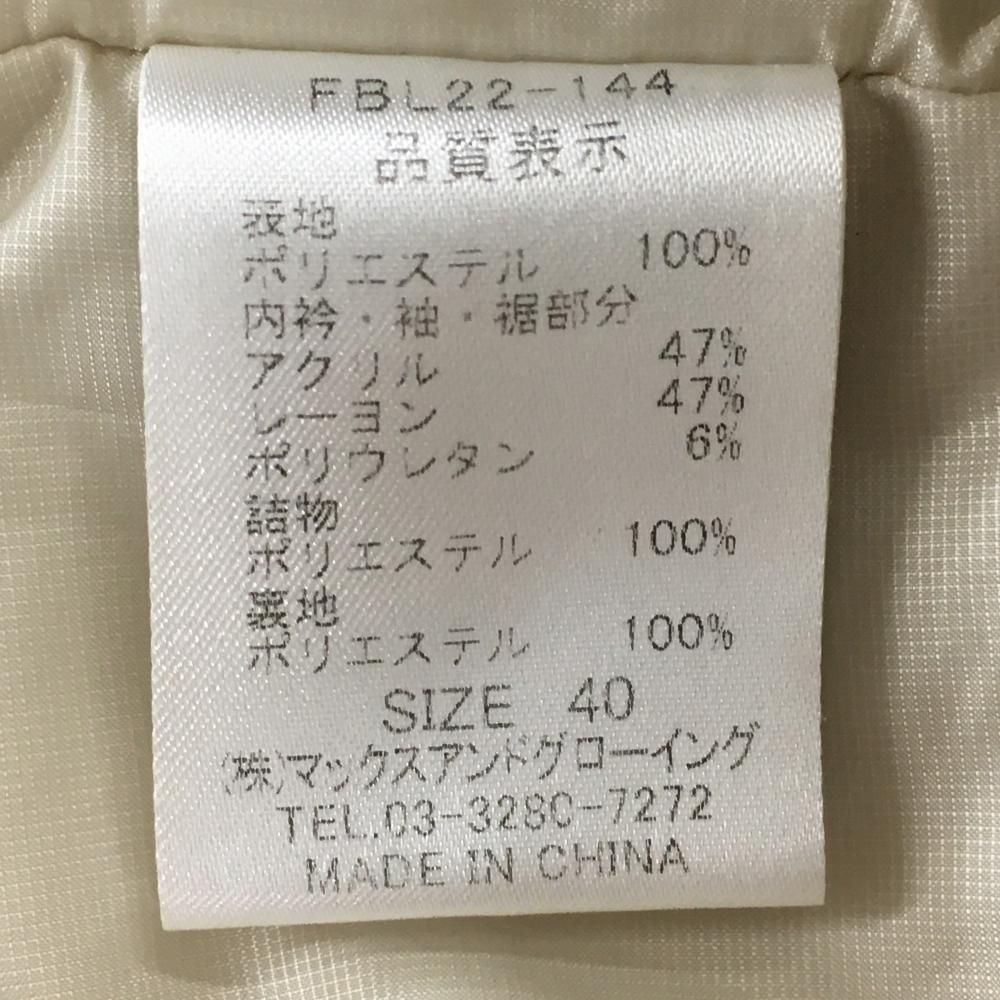 FBL22-144
品質表示
表地
ポリエステル 100%
内衿・袖・裾部分
アクリル 47%
レーヨン 47%
ポリウレタン 6%
詰物
ポリエステル 100%
裏地
ポリエステル 100%
SIZE 40
(株)マックスアンドグローイング
TEL.03-3280-7272
MADE IN CHINA